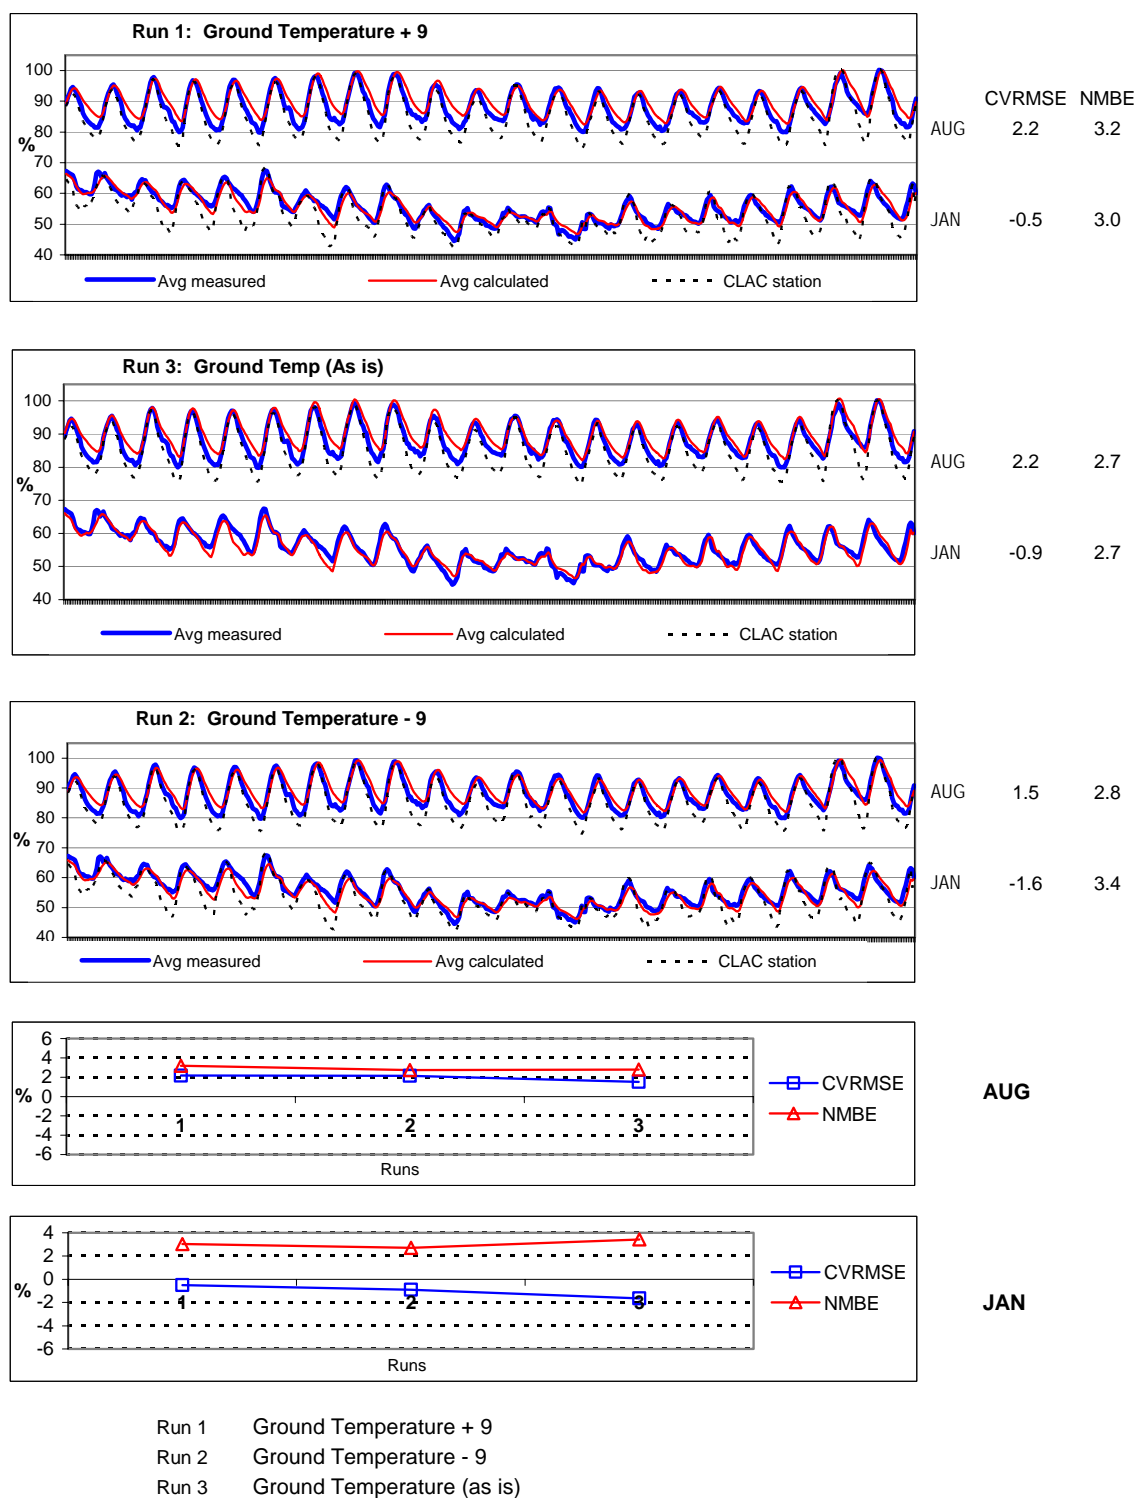 Run 1: Ground Temperature + 9
100
90
80
70
60
50
40
%
Avg measured Avg calculated CLAC station
CVRMSE NMBE
AUG 2.2 3.2
JAN -0.5 3.0
Run 3: Ground Temp (As is)
100
90
80
70
60
50
40
%
Avg measured Avg calculated CLAC station
AUG 2.2 2.7
JAN -0.9 2.7
Run 2: Ground Temperature - 9
100
90
80
70
60
50
40
%
Avg measured Avg calculated CLAC station
AUG 1.5 2.8
JAN -1.6 3.4
6
4
2
0
-2
-4
-6
%
1 2 3
Runs
CVRMSE
NMBE
AUG
4
2
0
-2
-4
-6
%
1 2 3
Runs
CVRMSE
NMBE
JAN
Run 1 Ground Temperature + 9
Run 2 Ground Temperature - 9
Run 3 Ground Temperature (as is)